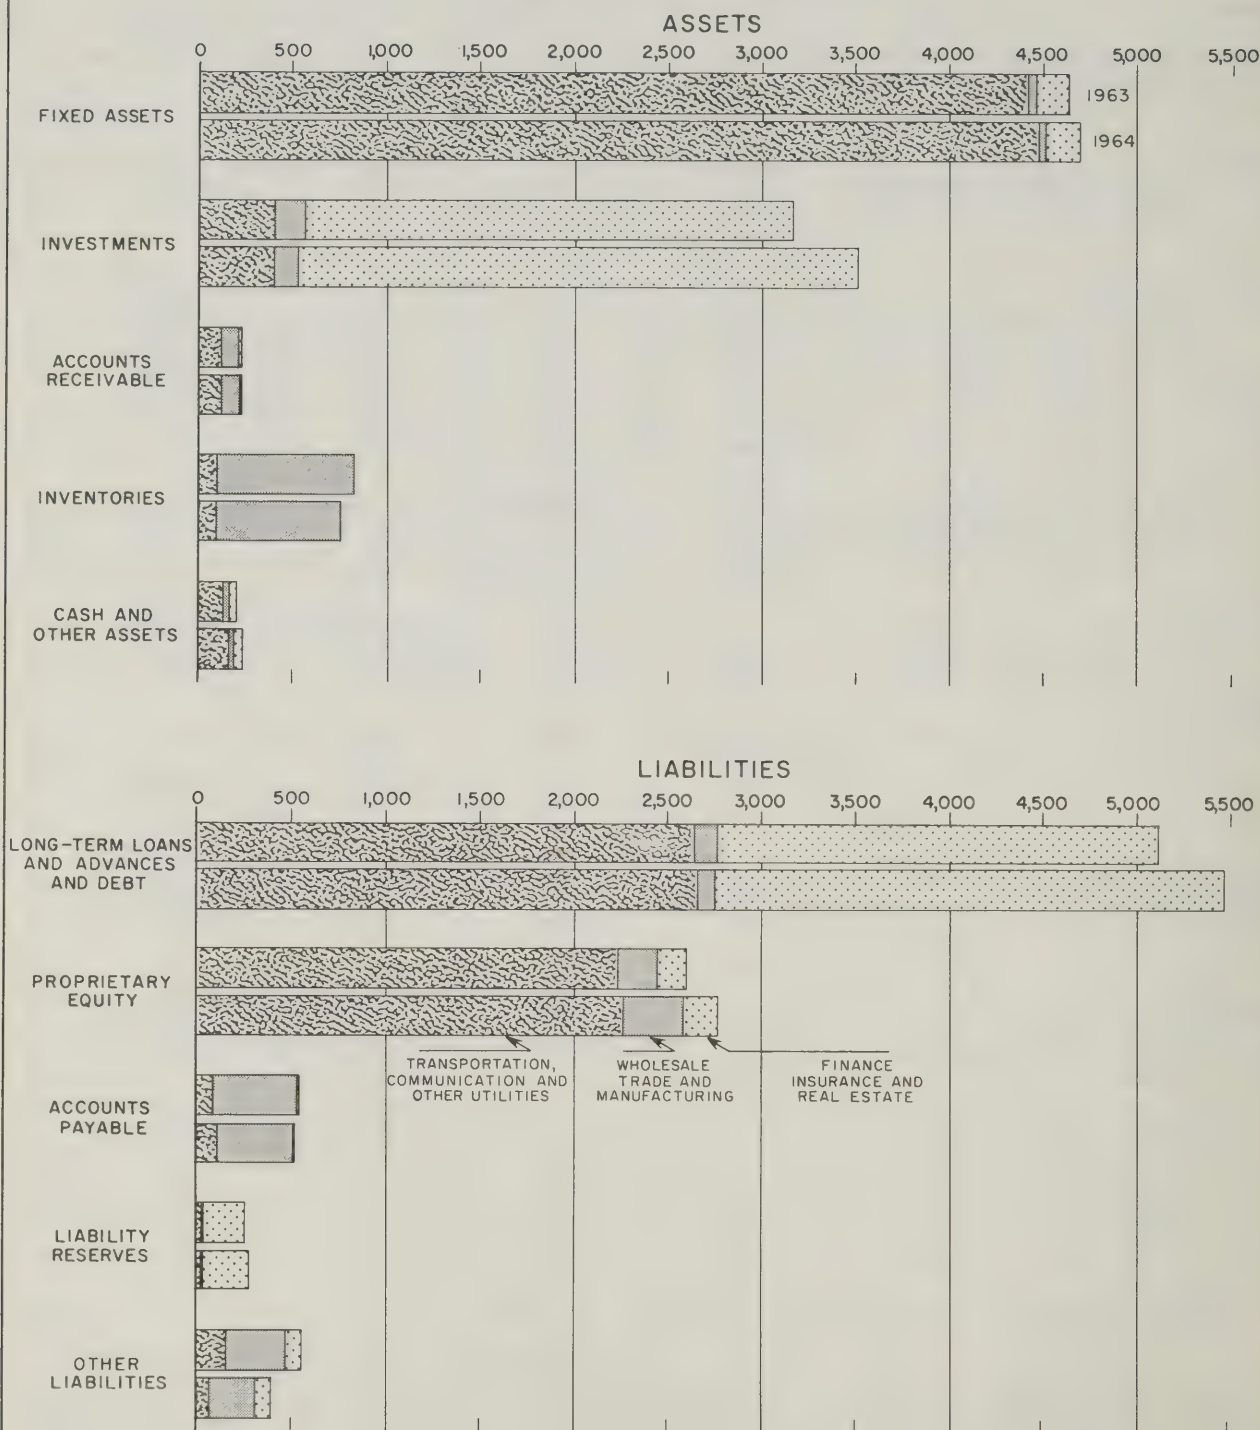 ASSETS
0 500 1,000 1,500 2,000 2,500 3,000 3,500 4,000 4,500 5,000 5,500
FIXED ASSETS
1963
1964
INVESTMENTS
ACCOUNTS
RECEIVABLE
INVENTORIES
CASH AND
OTHER ASSETS
LIABILITIES
0 500 1,000 1,500 2,000 2,500 3,000 3,500 4,000 4,500 5,000 5,500
LONG-TERM LOANS
AND ADVANCES
AND DEBT
PROPRIETARY
EQUITY
TRANSPORTATION,
COMMUNICATION AND
OTHER UTILITIES
WHOLESALE
TRADE AND
MANUFACTURING
FINANCE
INSURANCE AND
REAL ESTATE
ACCOUNTS
PAYABLE
LIABILITY
RESERVES
OTHER
LIABILITIES